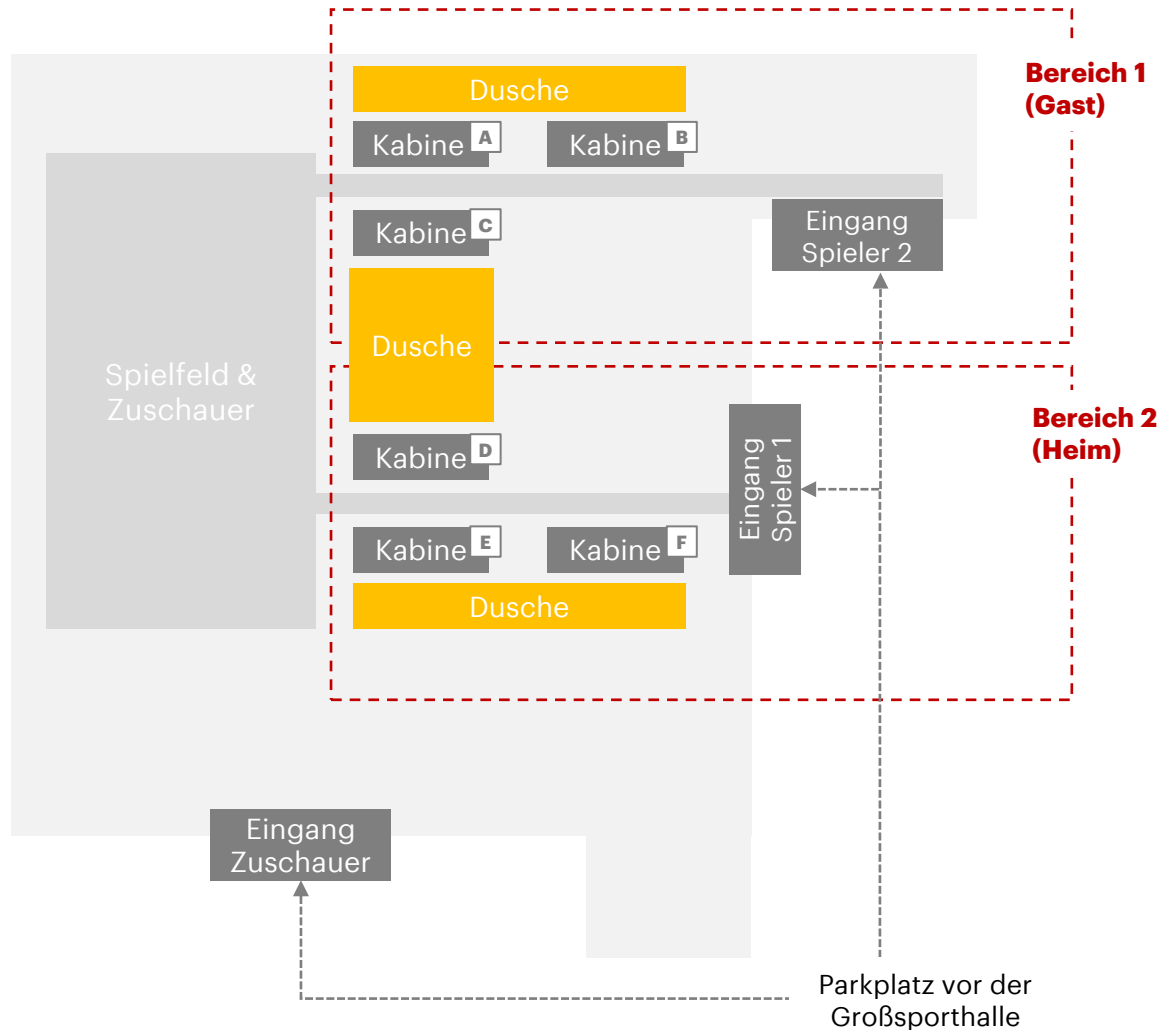 Bereich 1
(Gast)
Dusche
Kabine A
Kabine B
Kabine C
Eingang
Spieler 2
Dusche
Spielfeld &
Zuschauer
Bereich 2
(Heim)
Kabine D
Eingang
Spieler 1
Kabine E
Kabine F
Dusche
Eingang
Zuschauer
Parkplatz vor der
Großsporthalle